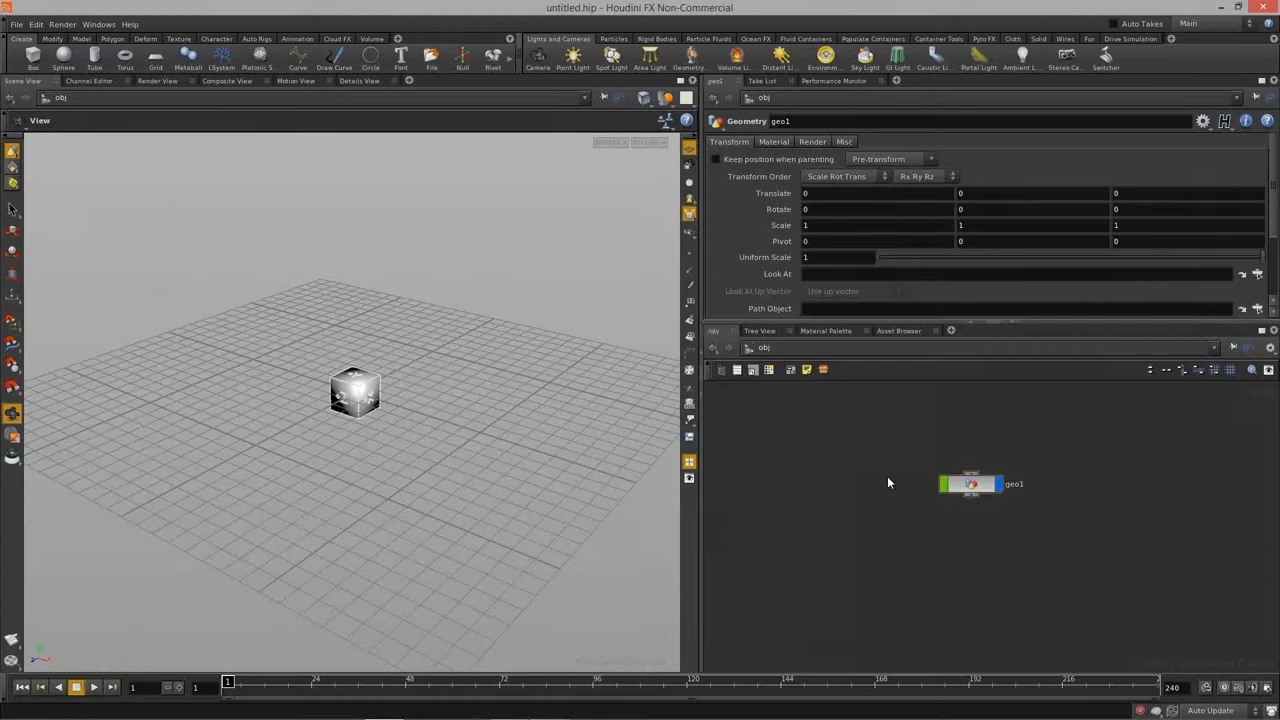 untitled.hip - Houdini FX Non-Commercial
File Edit Render Windows Help
Auto Takes Main
Create Modify Model Polygon Deform Texture Character Auto Rigs Animation Cloud FX Volume
Lights and Cameras Particles Rigid Bodies Particle Fluids Ocean FX Fluid Containers Populate Containers Container Tools Pyro FX Cloth Solid Wires Fur Drive Simulation
Box Sphere Tube Torus Grid Metaball LSystem Platonic S... Curve Draw Curve Circle Font File Null Rivet
Camera Point Light Spot Light Area Light Geometry... Volume Li... Distant Li... Environm... Sky Light GI Light Caustic Li... Portal Light Ambient L... Stereo Ca... Switcher
Scene View Channel Editor Render View Composite View Motion View Details View
geo1 Take List Performance Monitor
obj
obj
View
Geometry geo1
Transform Material Render Misc
Keep position when parenting Pre-transform
Transform Order Scale Rot Trans Rx Ry Rz
Translate 0 0 0
Rotate 0 0 0
Scale 1 1 1
Pivot 0 0 0
Uniform Scale 1
Look At
Look At Up Vector Use up vector
Path Object
/obj Tree View Material Palette Asset Browser
obj
geo1
1 1 1 24 48 72 96 120 144 168 192 216 2 240
Auto Update